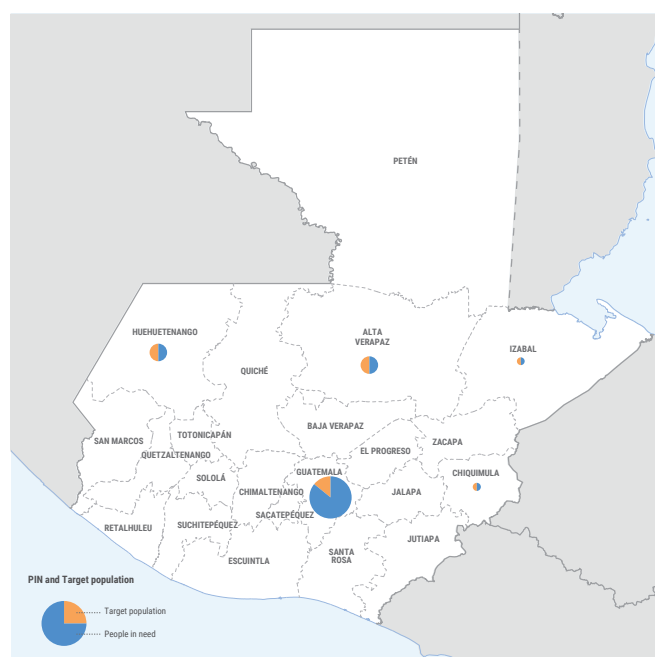 PETÉN
HUEHUETENANGO
ALTA
VERAPAZ
IZABAL
QUICHÉ
BAJA VERAPAZ
SAN MARCOS
TOTONICAPÁN
ZACAPA
QUETZALTENANGO
EL PROGRESO
GUATEMALA
CHIQUIMULA
SOLOLÁ
CHIMALTENANGO
JALAPA
SACATEPÉQUEZ
RETALHULEU
SUCHITEPÉQUEZ
JUTIAPA
ESCUINTLA
SANTA
ROSA
PIN and Target population
Target population
People in need